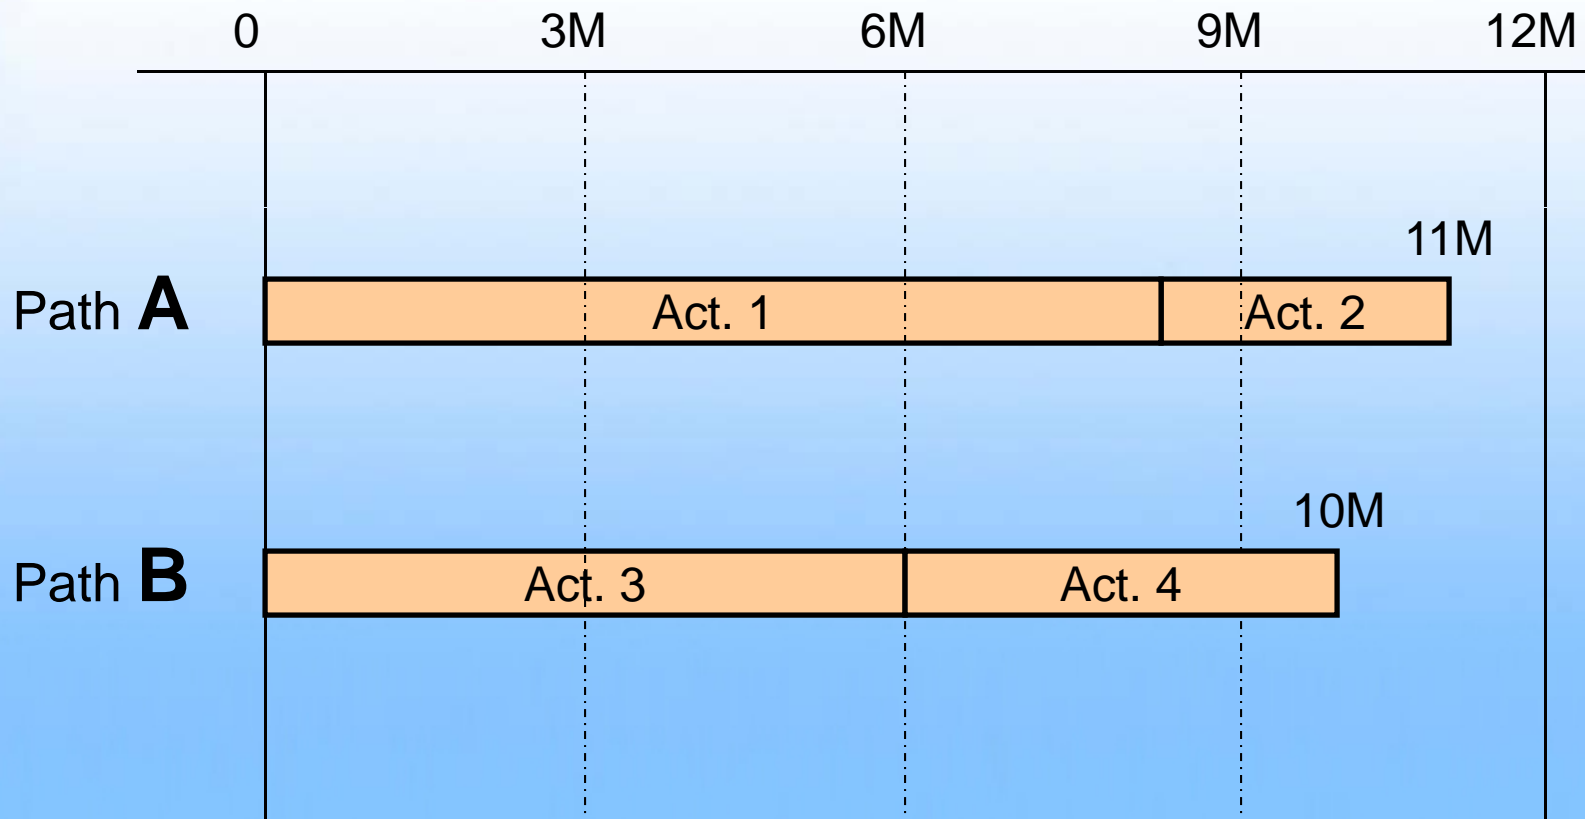 0 3M 6M 9M 12M
11M
Path A Act. 1 Act. 2
10M
Path B Act. 3 Act. 4